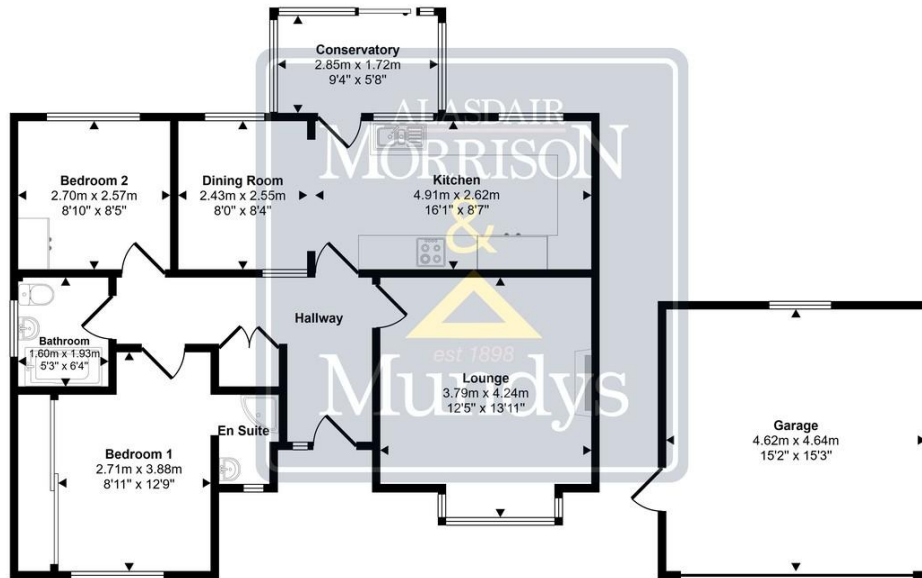 Conservatory
2.85m x 1.72m
9'4" x 5'8"
ALASDAIR
MORRISON
&
est 1898
Mundys
Bedroom 2
2.70m x 2.57m
8'10" x 8'5"
Dining Room
2.43m x 2.55m
8'0" x 8'4"
Kitchen
4.91m x 2.62m
16'1" x 8'7"
Hallway
Bathroom
1.60m x 1.93m
5'3" x 6'4"
Lounge
3.79m x 4.24m
12'5" x 13'11"
En Suite
Bedroom 1
2.71m x 3.88m
8'11" x 12'9"
Garage
4.62m x 4.64m
15'2" x 15'3"